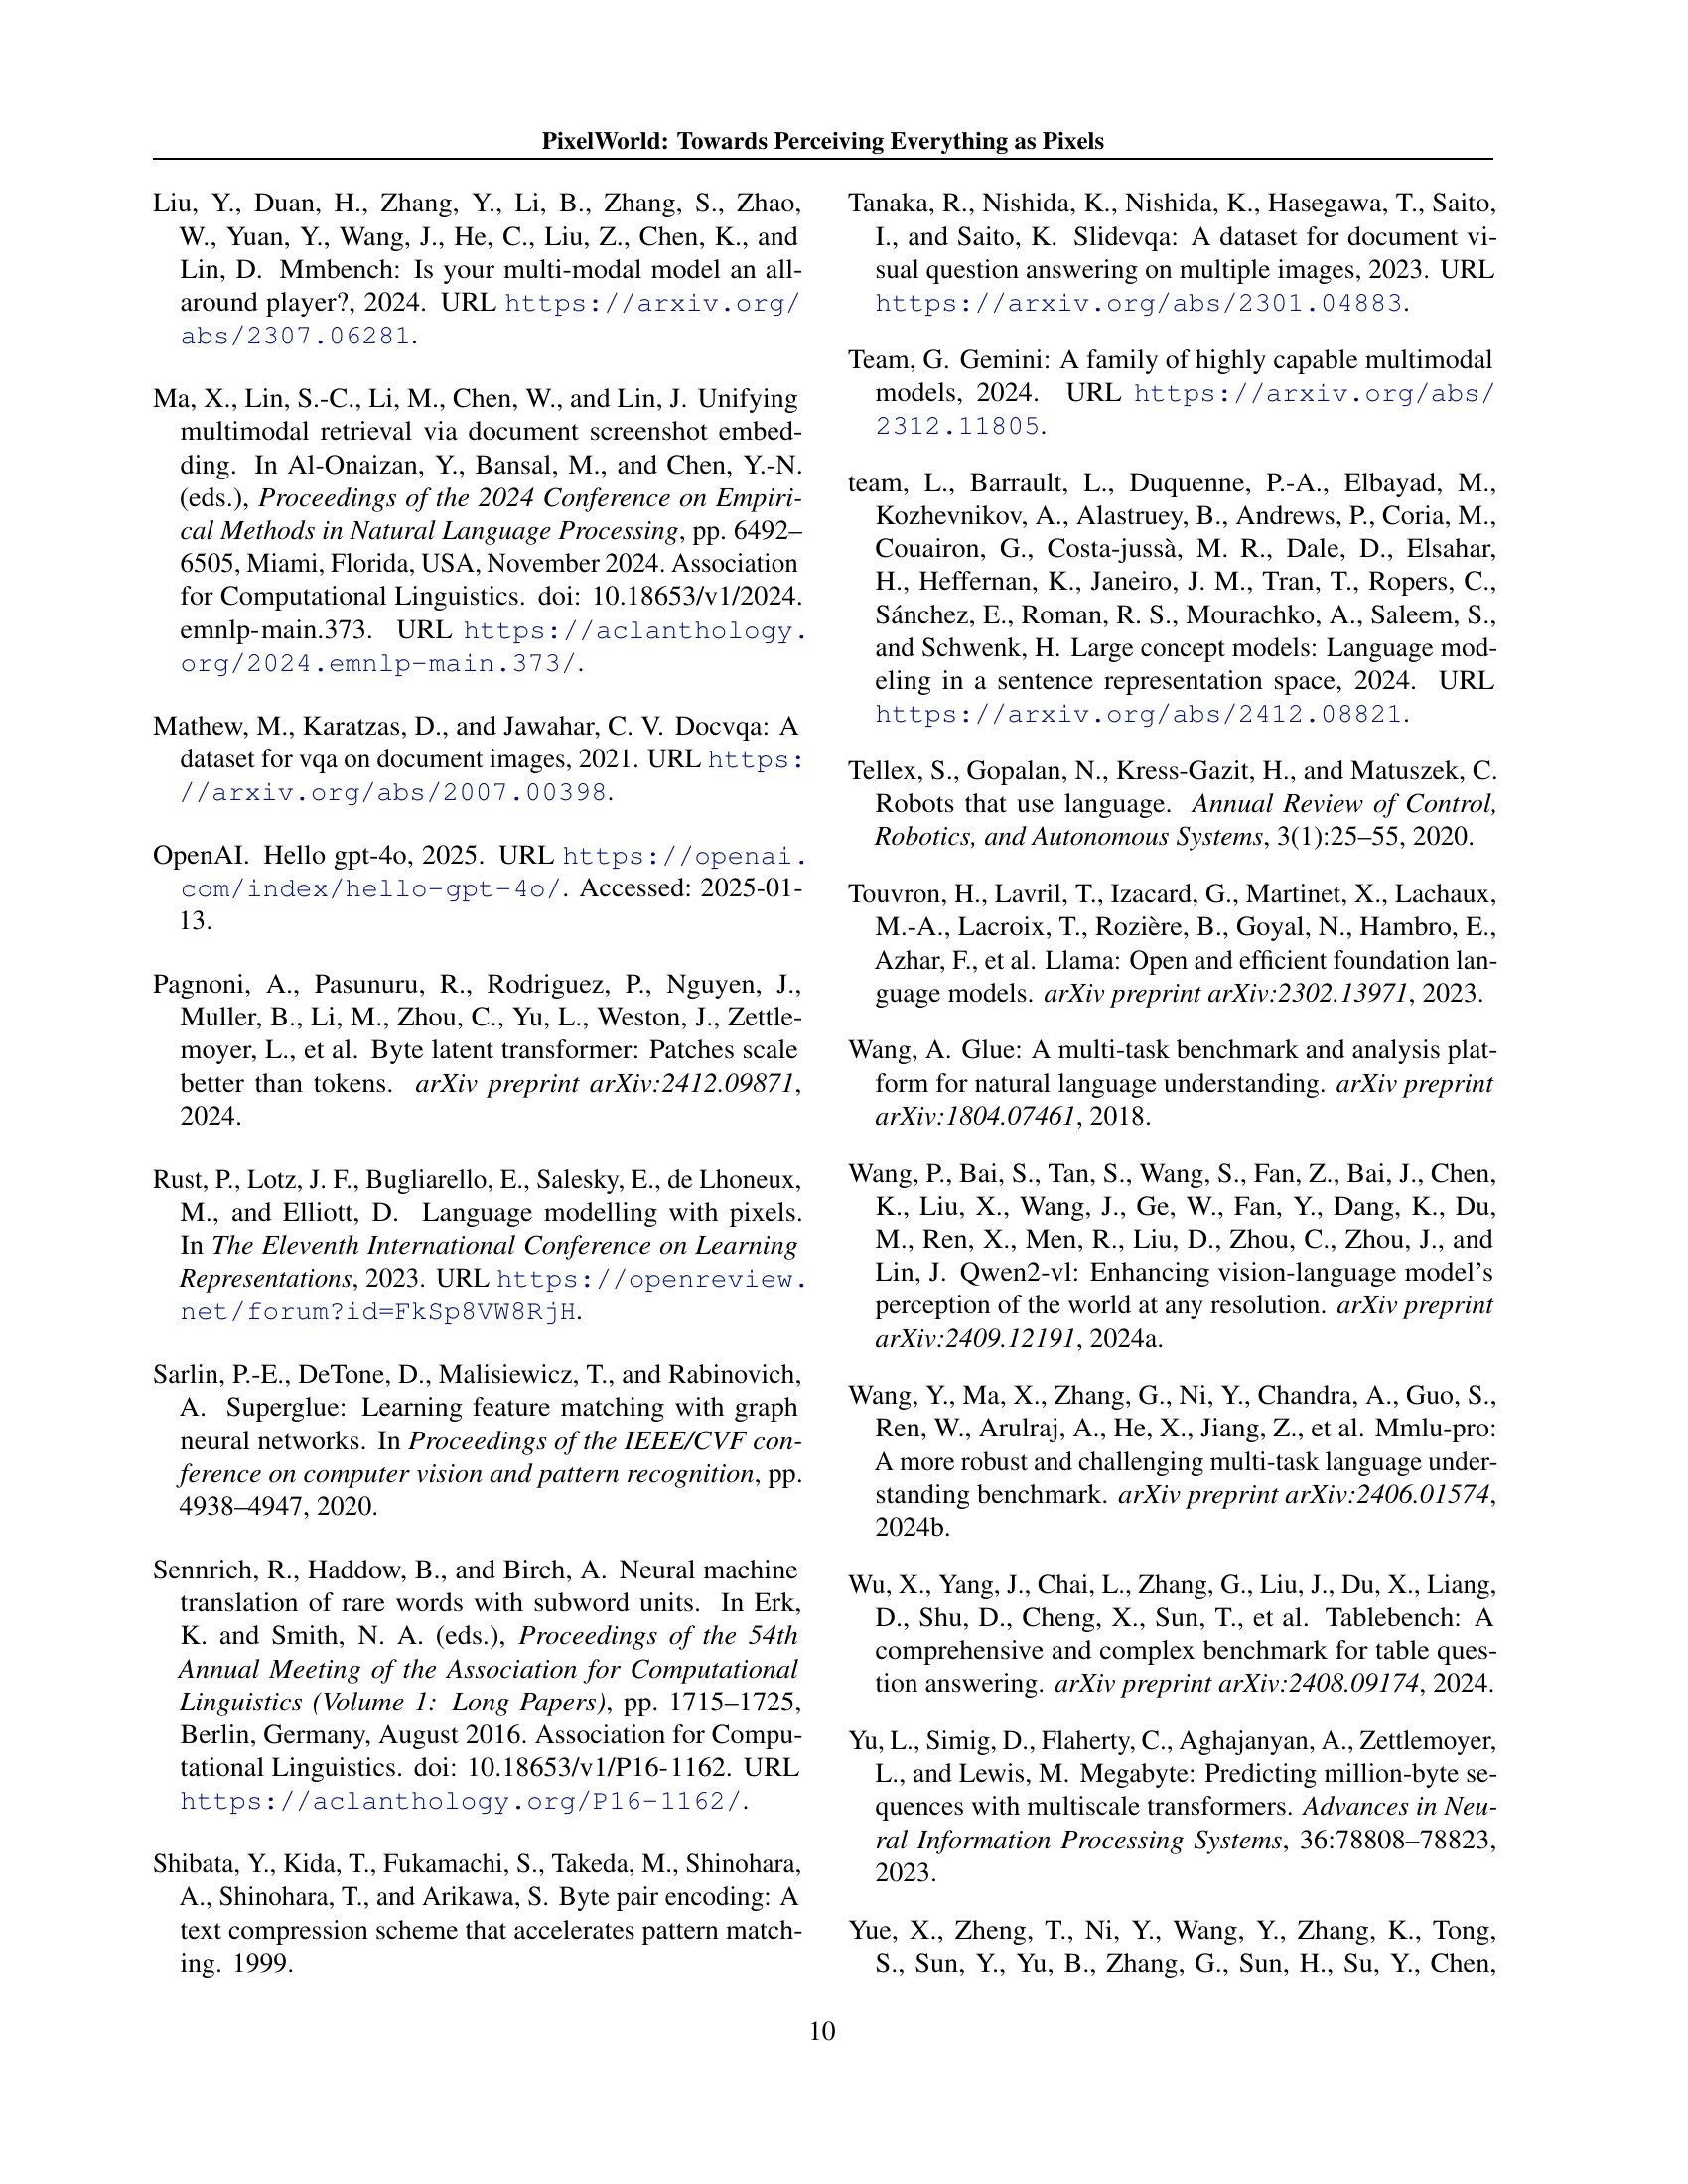 PixelWorld: Towards Perceiving Everything as Pixels
Liu, Y., Duan, H., Zhang, Y., Li, B., Zhang, S., Zhao,
W., Yuan, Y., Wang, J., He, C., Liu, Z., Chen, K., and
Lin, D. Mmbench: Is your multi-modal model an all-
around player?, 2024. URL https://arxiv.org/
abs/2307.06281.
Ma, X., Lin, S.-C., Li, M., Chen, W., and Lin, J. Unifying
multimodal retrieval via document screenshot embed-
ding. In Al-Onaizan, Y., Bansal, M., and Chen, Y.-N.
(eds.), Proceedings of the 2024 Conference on Empiri-
cal Methods in Natural Language Processing, pp. 6492–
6505, Miami, Florida, USA, November 2024. Association
for Computational Linguistics. doi: 10.18653/v1/2024.
emnlp-main.373. URL https://aclanthology.
org/2024.emnlp-main.373/.
Mathew, M., Karatzas, D., and Jawahar, C. V. Docvqa: A
dataset for vqa on document images, 2021. URL https:
//arxiv.org/abs/2007.00398.
OpenAI. Hello gpt-4o, 2025. URL https://openai.
com/index/hello-gpt-4o/. Accessed: 2025-01-
13.
Pagnoni, A., Pasunuru, R., Rodriguez, P., Nguyen, J.,
Muller, B., Li, M., Zhou, C., Yu, L., Weston, J., Zettle-
moyer, L., et al. Byte latent transformer: Patches scale
better than tokens. arXiv preprint arXiv:2412.09871,
2024.
Rust, P., Lotz, J. F., Bugliarello, E., Salesky, E., de Lhoneux,
M., and Elliott, D. Language modelling with pixels.
In The Eleventh International Conference on Learning
Representations, 2023. URL https://openreview.
net/forum?id=FkSp8VW8RjH.
Sarlin, P.-E., DeTone, D., Malisiewicz, T., and Rabinovich,
A. Superglue: Learning feature matching with graph
neural networks. In Proceedings of the IEEE/CVF con-
ference on computer vision and pattern recognition, pp.
4938–4947, 2020.
Sennrich, R., Haddow, B., and Birch, A. Neural machine
translation of rare words with subword units. In Erk,
K. and Smith, N. A. (eds.), Proceedings of the 54th
Annual Meeting of the Association for Computational
Linguistics (Volume 1: Long Papers), pp. 1715–1725,
Berlin, Germany, August 2016. Association for Compu-
tational Linguistics. doi: 10.18653/v1/P16-1162. URL
https://aclanthology.org/P16-1162/.
Shibata, Y., Kida, T., Fukamachi, S., Takeda, M., Shinohara,
A., Shinohara, T., and Arikawa, S. Byte pair encoding: A
text compression scheme that accelerates pattern match-
ing. 1999.
Tanaka, R., Nishida, K., Nishida, K., Hasegawa, T., Saito,
I., and Saito, K. Slidevqa: A dataset for document vi-
sual question answering on multiple images, 2023. URL
https://arxiv.org/abs/2301.04883.
Team, G. Gemini: A family of highly capable multimodal
models, 2024. URL https://arxiv.org/abs/
2312.11805.
team, L., Barrault, L., Duquenne, P.-A., Elbayad, M.,
Kozhevnikov, A., Alastruey, B., Andrews, P., Coria, M.,
Couairon, G., Costa-jussà, M. R., Dale, D., Elsahar,
H., Heffernan, K., Janeiro, J. M., Tran, T., Ropers, C.,
Sánchez, E., Roman, R. S., Mourachko, A., Saleem, S.,
and Schwenk, H. Large concept models: Language mod-
eling in a sentence representation space, 2024. URL
https://arxiv.org/abs/2412.08821.
Tellex, S., Gopalan, N., Kress-Gazit, H., and Matuszek, C.
Robots that use language. Annual Review of Control,
Robotics, and Autonomous Systems, 3(1):25–55, 2020.
Touvron, H., Lavril, T., Izacard, G., Martinet, X., Lachaux,
M.-A., Lacroix, T., Rozière, B., Goyal, N., Hambro, E.,
Azhar, F., et al. Llama: Open and efficient foundation lan-
guage models. arXiv preprint arXiv:2302.13971, 2023.
Wang, A. Glue: A multi-task benchmark and analysis plat-
form for natural language understanding. arXiv preprint
arXiv:1804.07461, 2018.
Wang, P., Bai, S., Tan, S., Wang, S., Fan, Z., Bai, J., Chen,
K., Liu, X., Wang, J., Ge, W., Fan, Y., Dang, K., Du,
M., Ren, X., Men, R., Liu, D., Zhou, C., Zhou, J., and
Lin, J. Qwen2-vl: Enhancing vision-language model's
perception of the world at any resolution. arXiv preprint
arXiv:2409.12191, 2024a.
Wang, Y., Ma, X., Zhang, G., Ni, Y., Chandra, A., Guo, S.,
Ren, W., Arulraj, A., He, X., Jiang, Z., et al. Mmlu-pro:
A more robust and challenging multi-task language under-
standing benchmark. arXiv preprint arXiv:2406.01574,
2024b.
Wu, X., Yang, J., Chai, L., Zhang, G., Liu, J., Du, X., Liang,
D., Shu, D., Cheng, X., Sun, T., et al. Tablebench: A
comprehensive and complex benchmark for table ques-
tion answering. arXiv preprint arXiv:2408.09174, 2024.
Yu, L., Simig, D., Flaherty, C., Aghajanyan, A., Zettlemoyer,
L., and Lewis, M. Megabyte: Predicting million-byte se-
quences with multiscale transformers. Advances in Neu-
ral Information Processing Systems, 36:78808–78823,
2023.
Yue, X., Zheng, T., Ni, Y., Wang, Y., Zhang, K., Tong,
S., Sun, Y., Yu, B., Zhang, G., Sun, H., Su, Y., Chen,
10